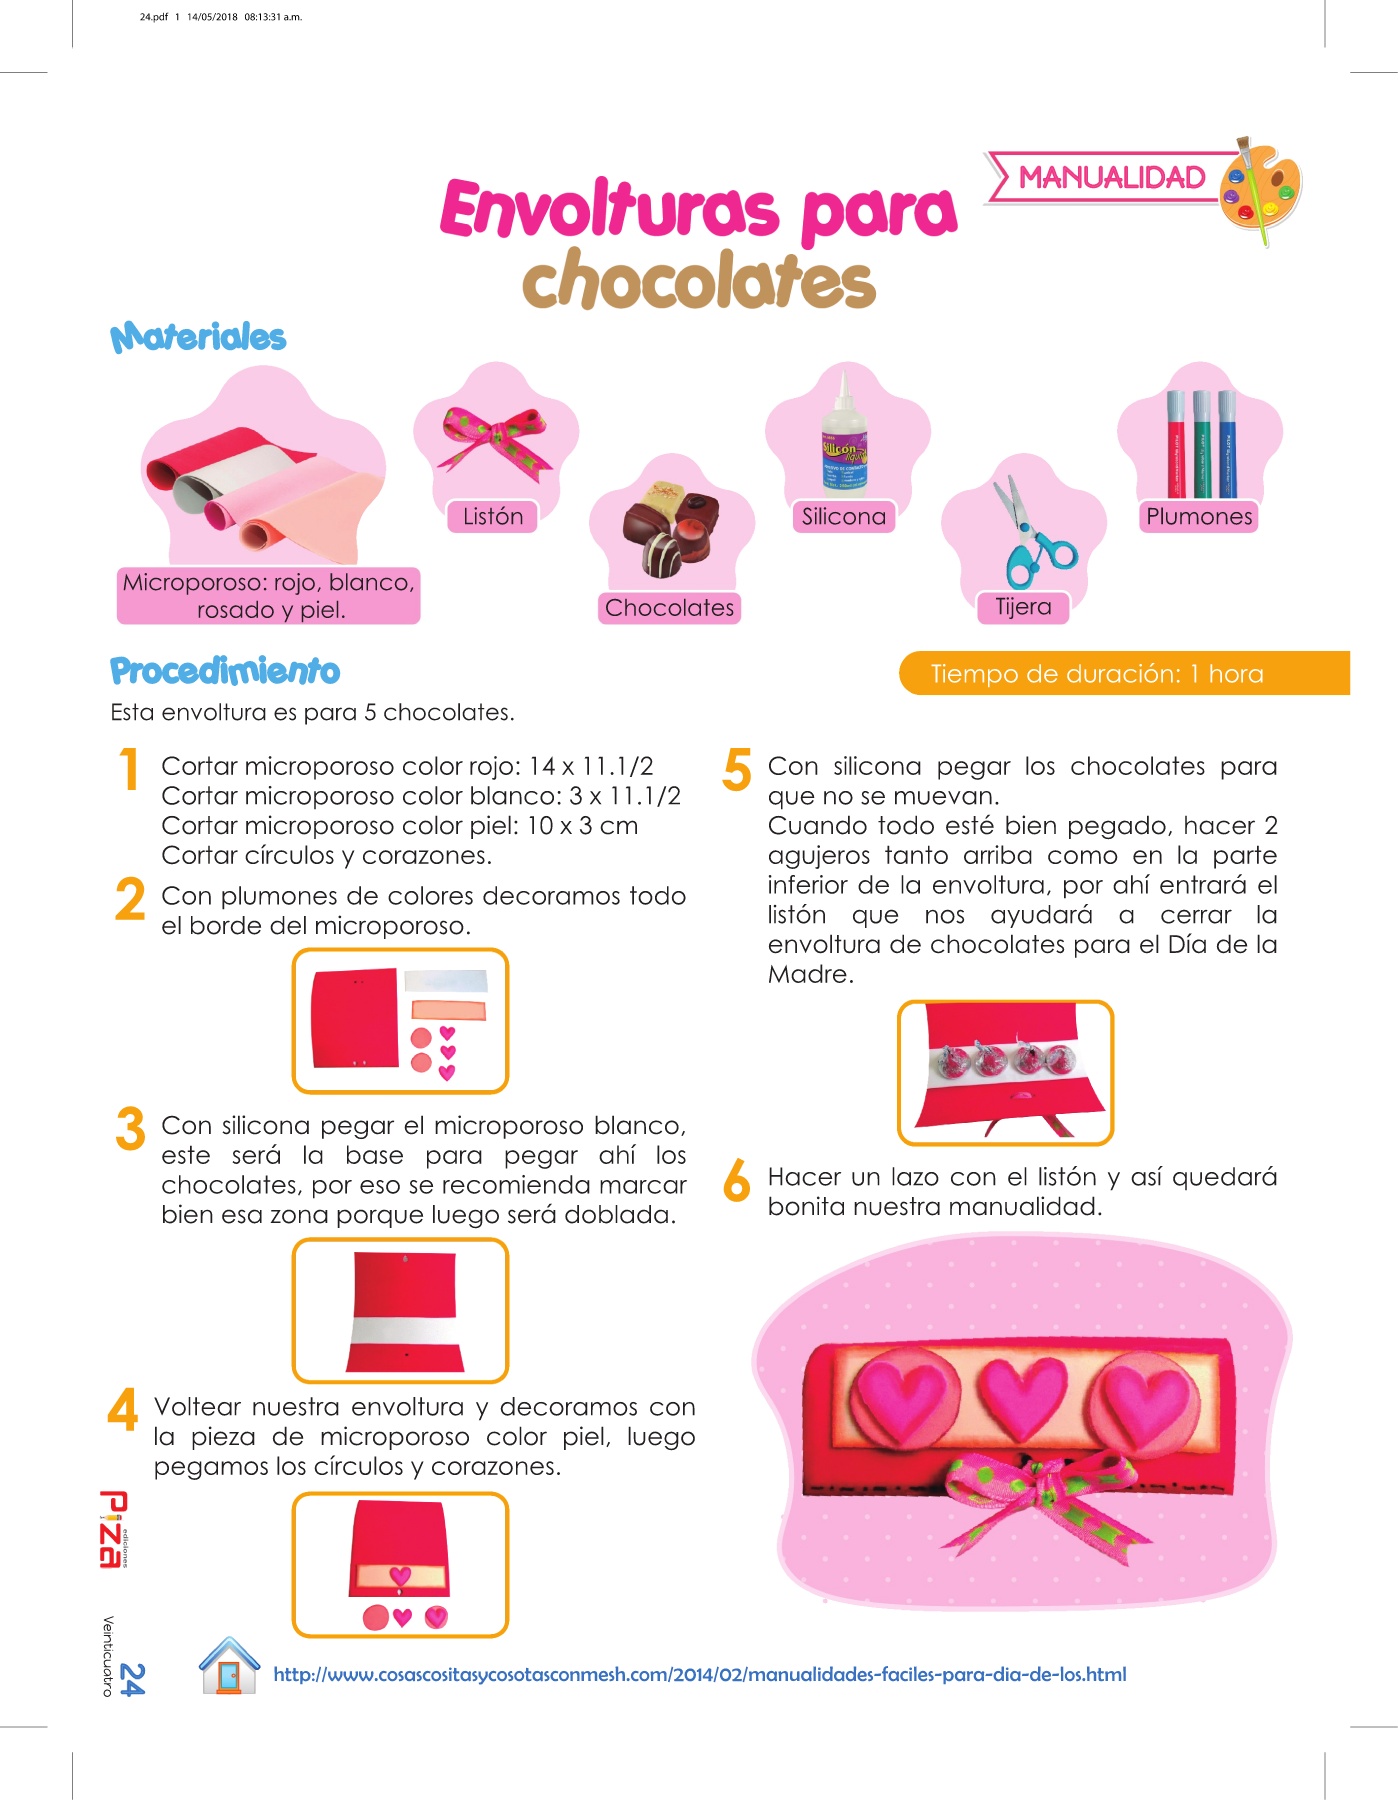 24.pdf 1 14/05/2018 08:13:31 a.m.
MANUALIDAD
Envolturas para
chocolates
Materiales
Listón
Silicón
Silicona
Plumones
Microporoso: rojo, blanco,
rosado y piel.
Chocolates
Tijera
Procedimiento
Tiempo de duración: 1 hora
Esta envoltura es para 5 chocolates.
1
Cortar microporoso color rojo: 14 x 11.1/2
Cortar microporoso color blanco: 3 x 11.1/2
Cortar microporoso color piel: 10 x 3 cm
Cortar círculos y corazones.
2
Con plumones de colores decoramos todo
el borde del microporoso.
3
Con silicona pegar el microporoso blanco,
este será la base para pegar ahí los
chocolates, por eso se recomienda marcar
bien esa zona porque luego será doblada.
4
Voltear nuestra envoltura y decoramos con
la pieza de microporoso color piel, luego
pegamos los círculos y corazones.
5
Con silicona pegar los chocolates para
que no se muevan.
Cuando todo esté bien pegado, hacer 2
agujeros tanto arriba como en la parte
inferior de la envoltura, por ahí entrará el
listón que nos ayudará a cerrar la
envoltura de chocolates para el Día de la
Madre.
6
Hacer un lazo con el listón y así quedará
bonita nuestra manualidad.
Piza
ediciones
Veinticuatro
24
http://www.cosascositasycosotasconmesh.com/2014/02/manualidades-faciles-para-dia-de-los.html